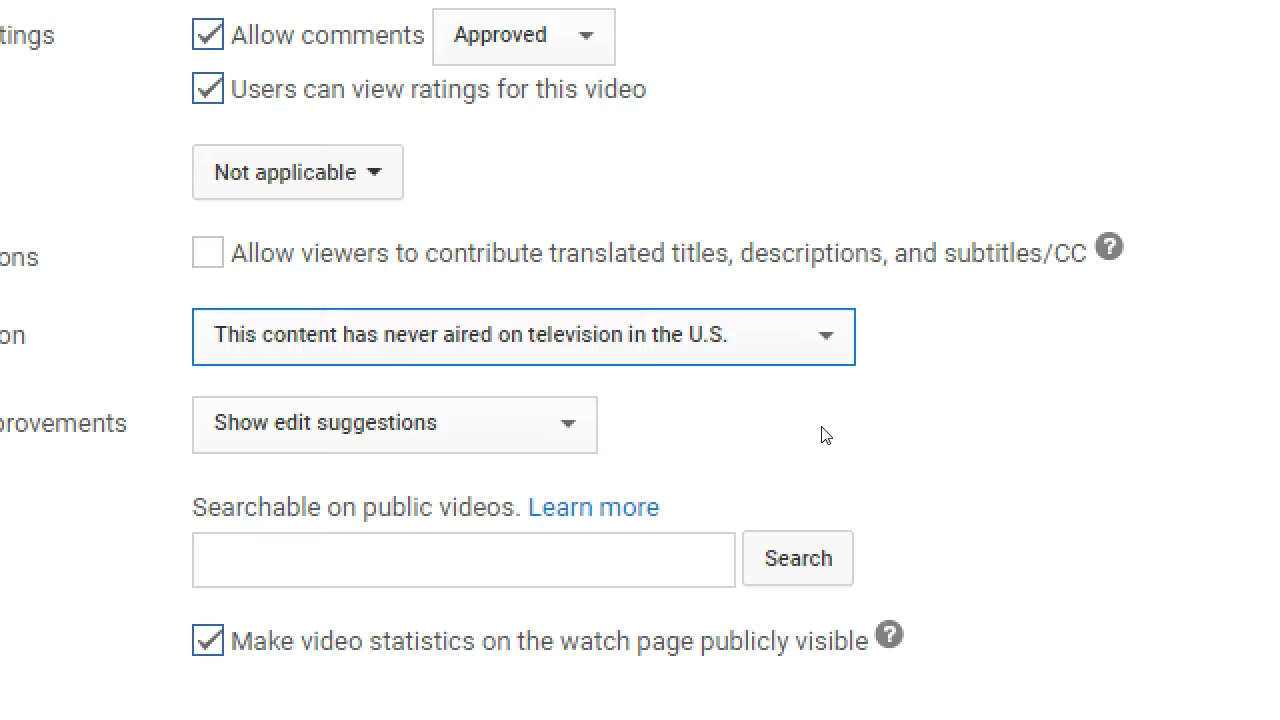 tings
Allow comments Approved
Users can view ratings for this video
Not applicable
ons
Allow viewers to contribute translated titles, descriptions, and subtitles/CC ?
on
This content has never aired on television in the U.S.
provements
Show edit suggestions
Searchable on public videos. Learn more
Search
Make video statistics on the watch page publicly visible ?